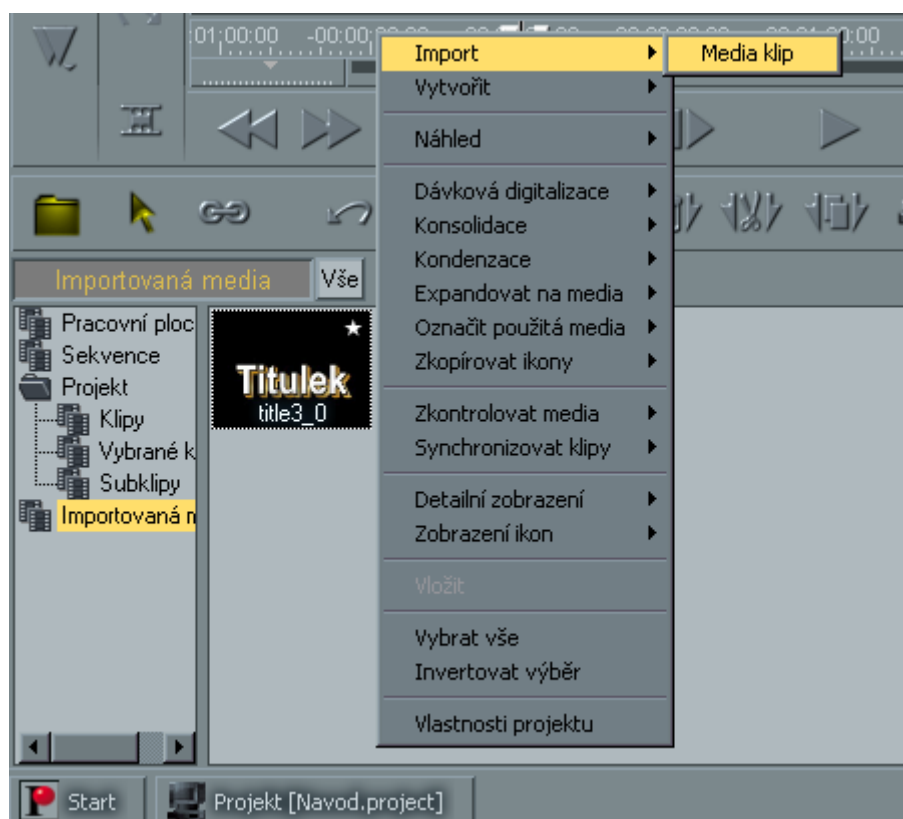 01;00:00 -00:00
Import
Media klip
Vytvořit
Náhled
Dávková digitalizace
Konsolidace
Kondenzace
Expandovat na media
Označit použitá media
Zkopírovat ikony
Zkontrolovat media
Synchronizovat klipy
Detailní zobrazení
Zobrazení ikon
Vložit
Vybrat vše
Invertovat výběr
Vlastnosti projektu
Importovaná media
Vše
Pracovní ploc
Sekvence
Projekt
Klipy
Vybrané k
Subklipy
Importovaná m
Titulek
title3_0
Start
Projekt [Navod.project]